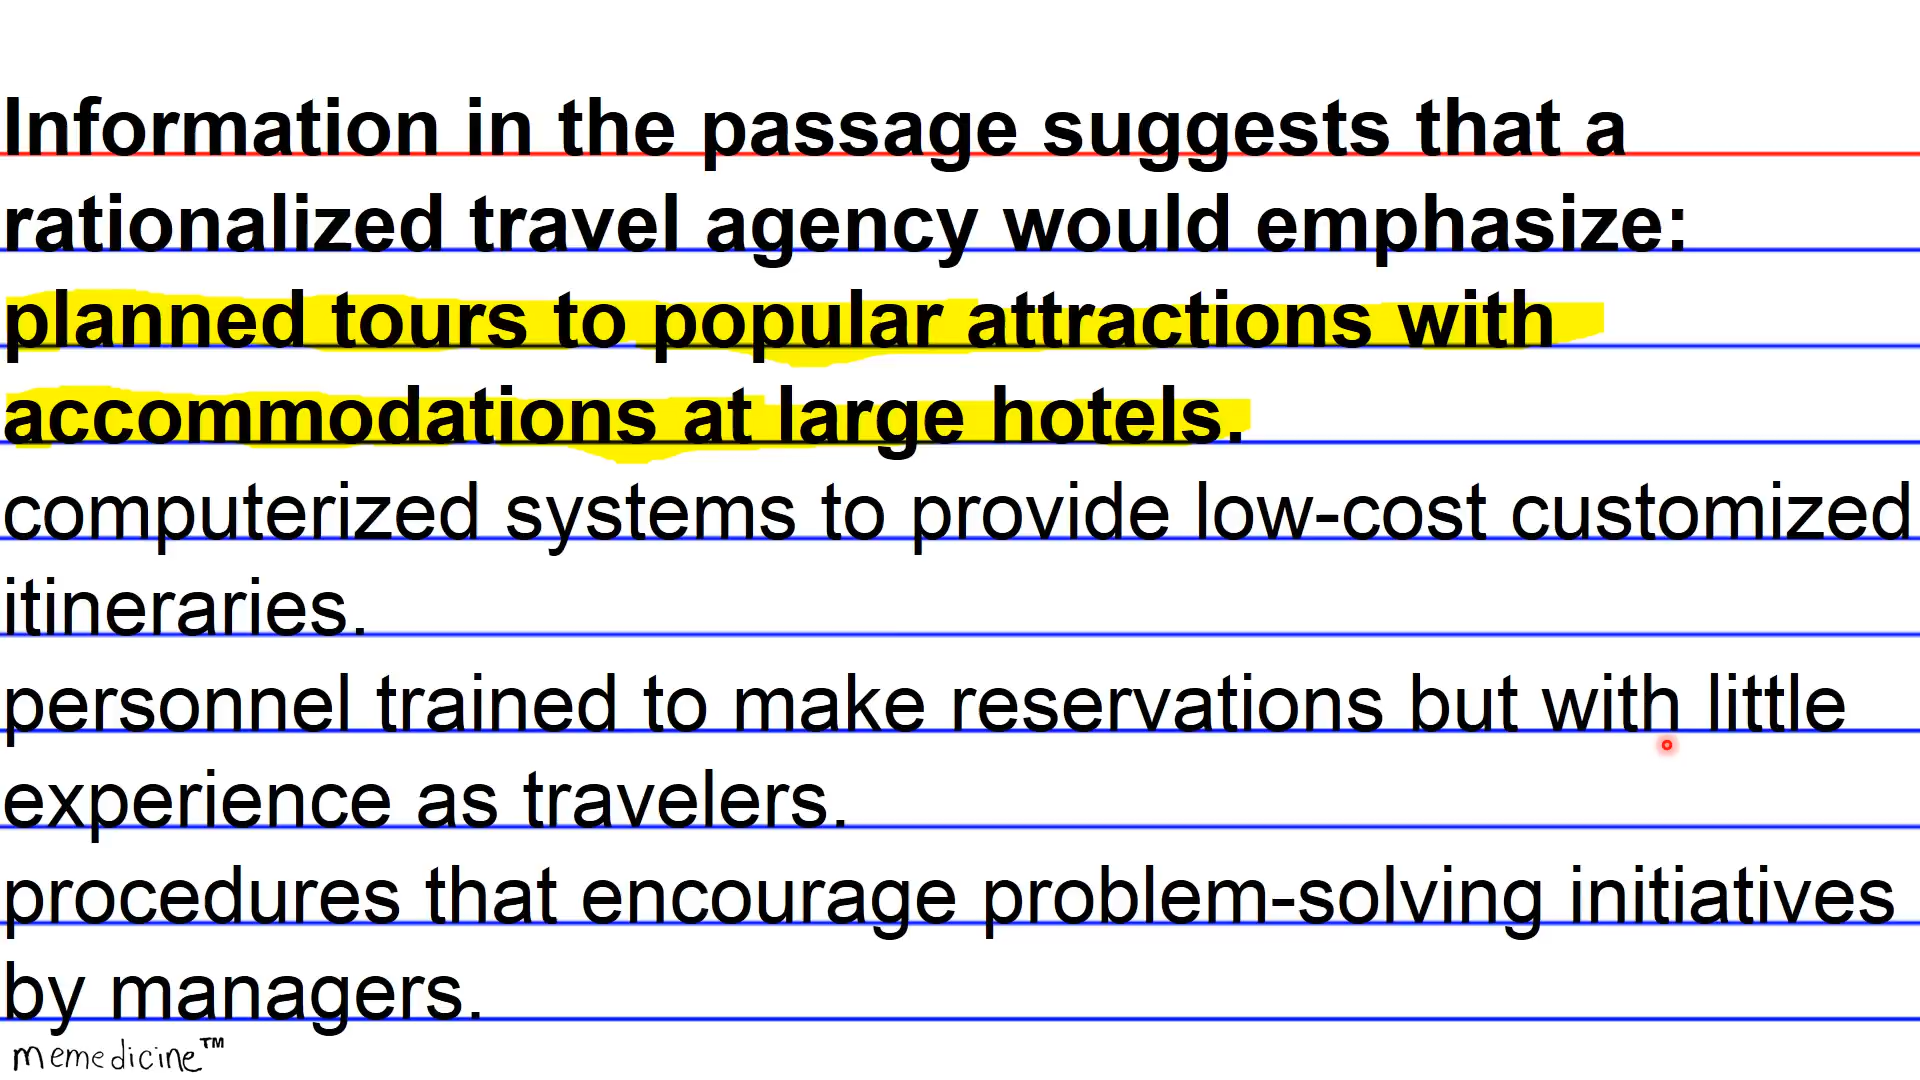 Information in the passage suggests that a
rationalized travel agency would emphasize:
planned tours to popular attractions with
accommodations at large hotels.
computerized systems to provide low-cost customized
itineraries.
personnel trained to make reservations but with little
experience as travelers.
procedures that encourage problem-solving initiatives
by managers.
memedicine™